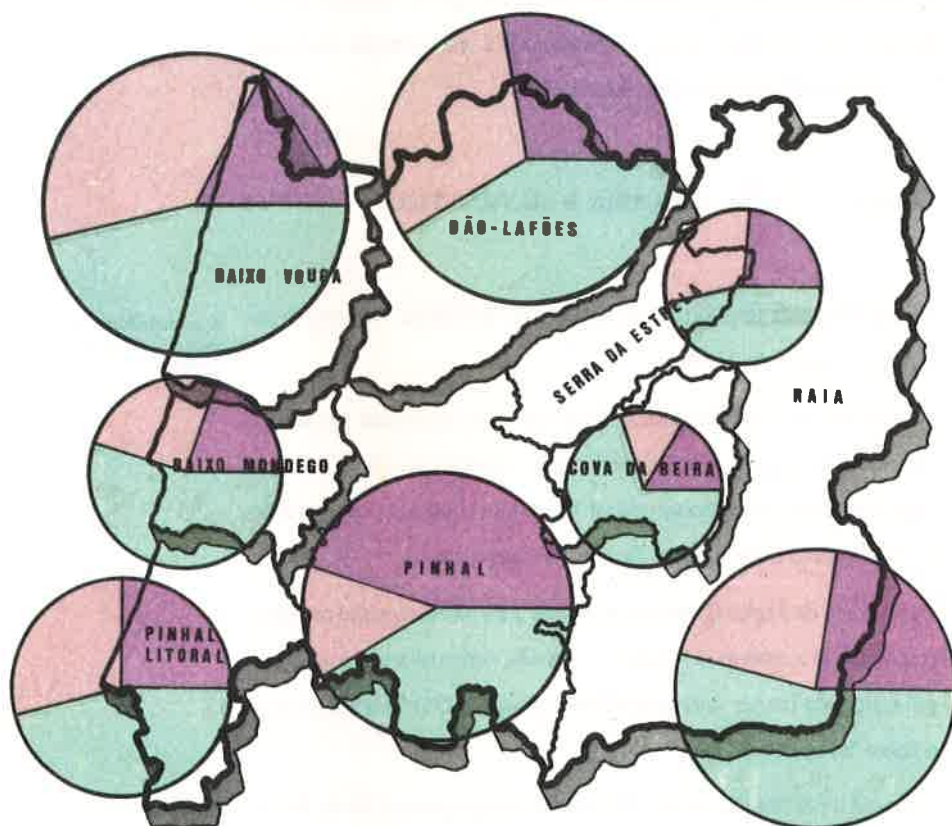 DÃO-LAFÕES
BAIXO VOUGA
SERRA DA ESTRELA
RAIA
BAIXO MONDEGO
COVA DA BEIRA
PINHAL
PINHAL
LITORAL